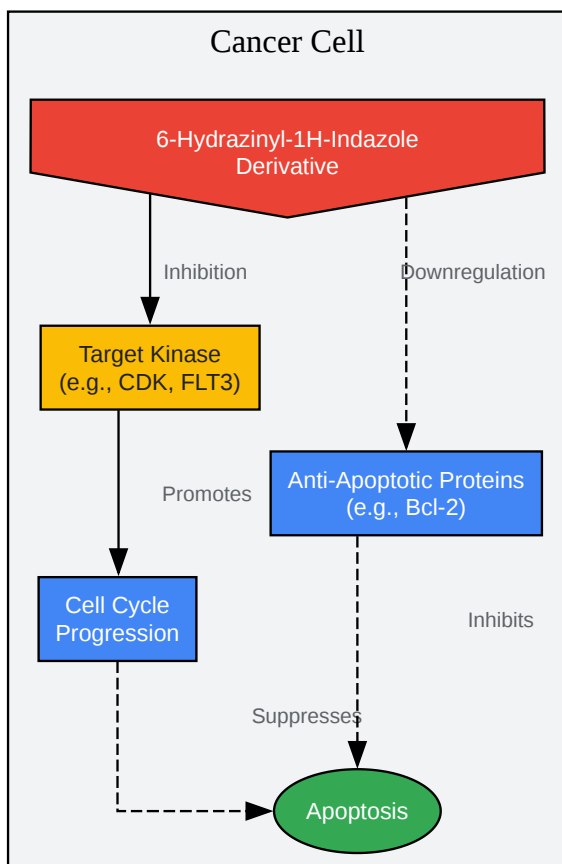 Cancer Cell
6-Hydrazinyl-1H-Indazole
Derivative
Inhibition
Downregulation
Target Kinase
(e.g., CDK, FLT3)
Anti-Apoptotic Proteins
(e.g., Bcl-2)
Promotes
Cell Cycle
Progression
Inhibits
Suppresses
Apoptosis